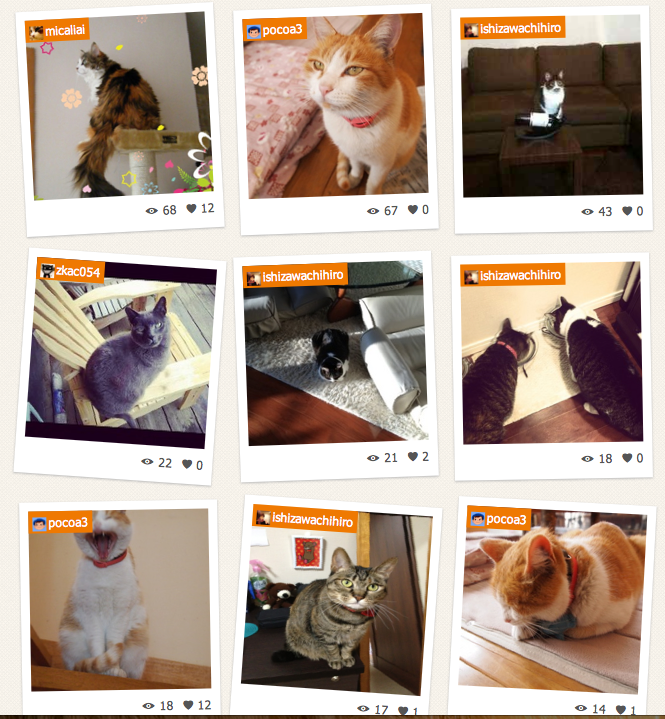 micaliai
68 12
pocoa3
67 0
ishizawachihiro
43 0
zkac054
22 0
ishizawachihiro
21 2
ishizawachihiro
18 0
pocoa3
18 12
ishizawachihiro
17 1
pocoa3
14 1